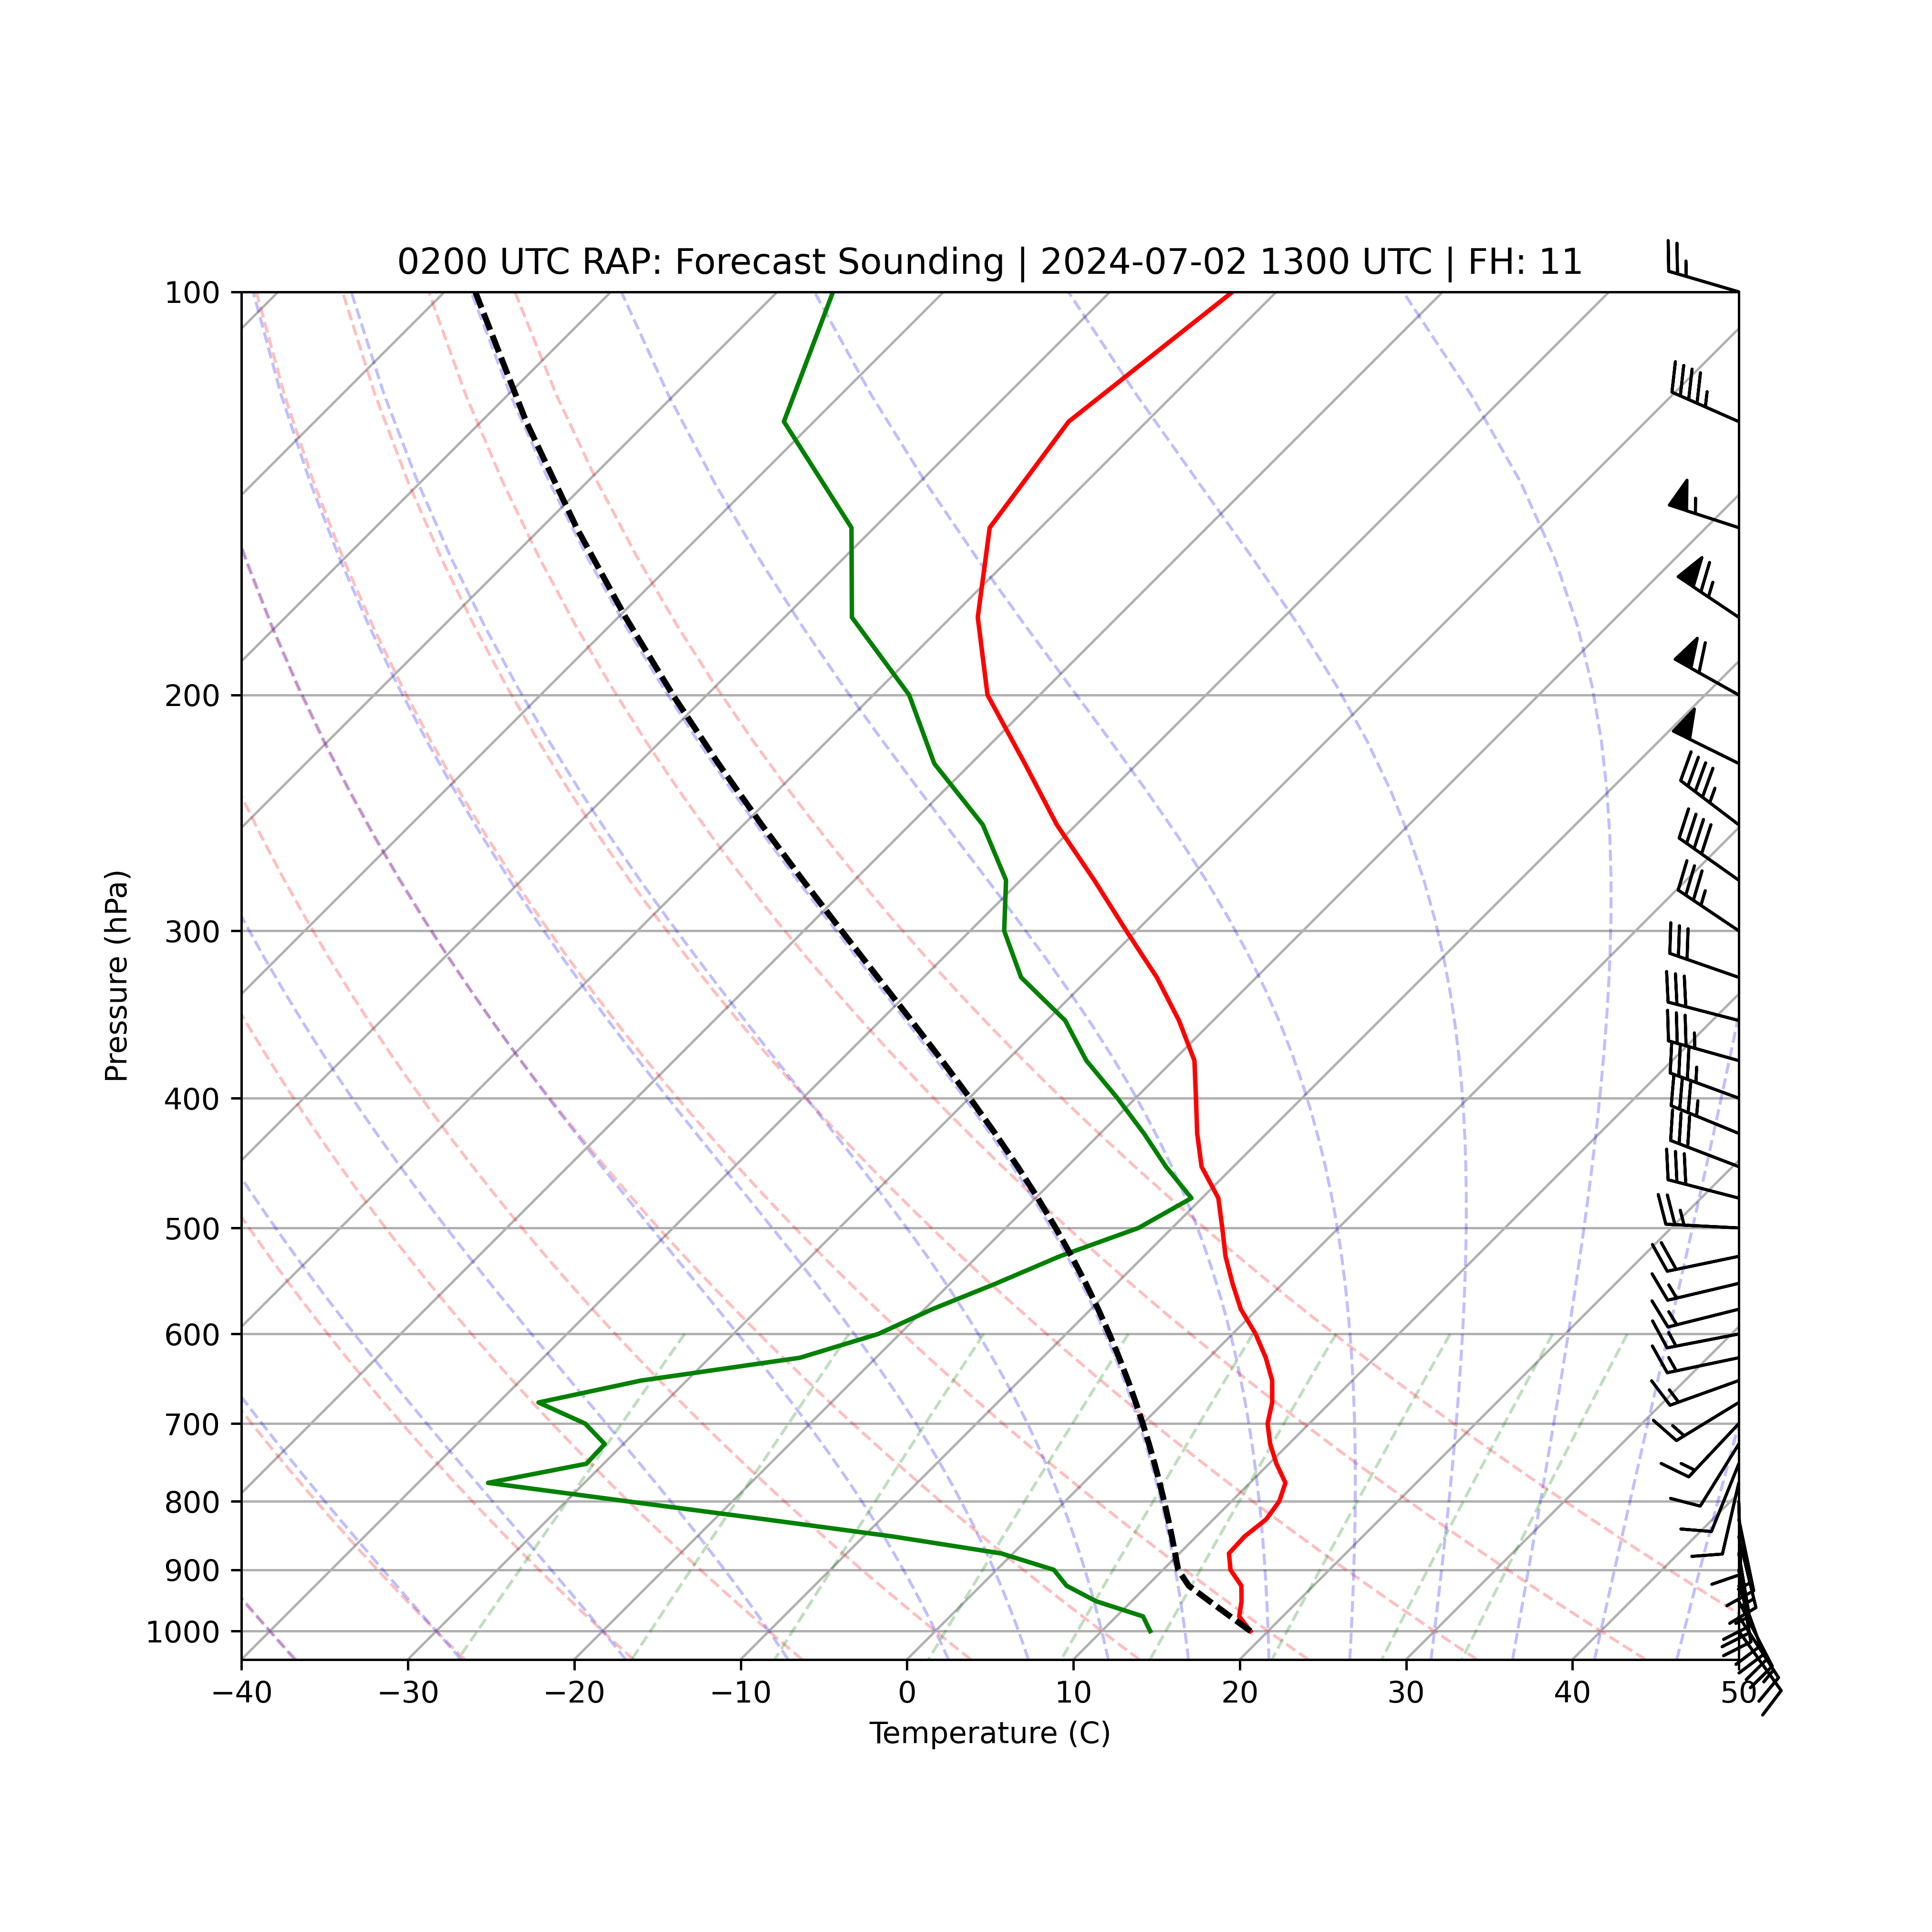 0200 UTC RAP: Forecast Sounding | 2024-07-02 1300 UTC | FH: 11
100
200
300
400
500
600
700
800
900
1000
Pressure (hPa)
−40 −30 −20 −10 0 10 20 30 40 50
Temperature (C)